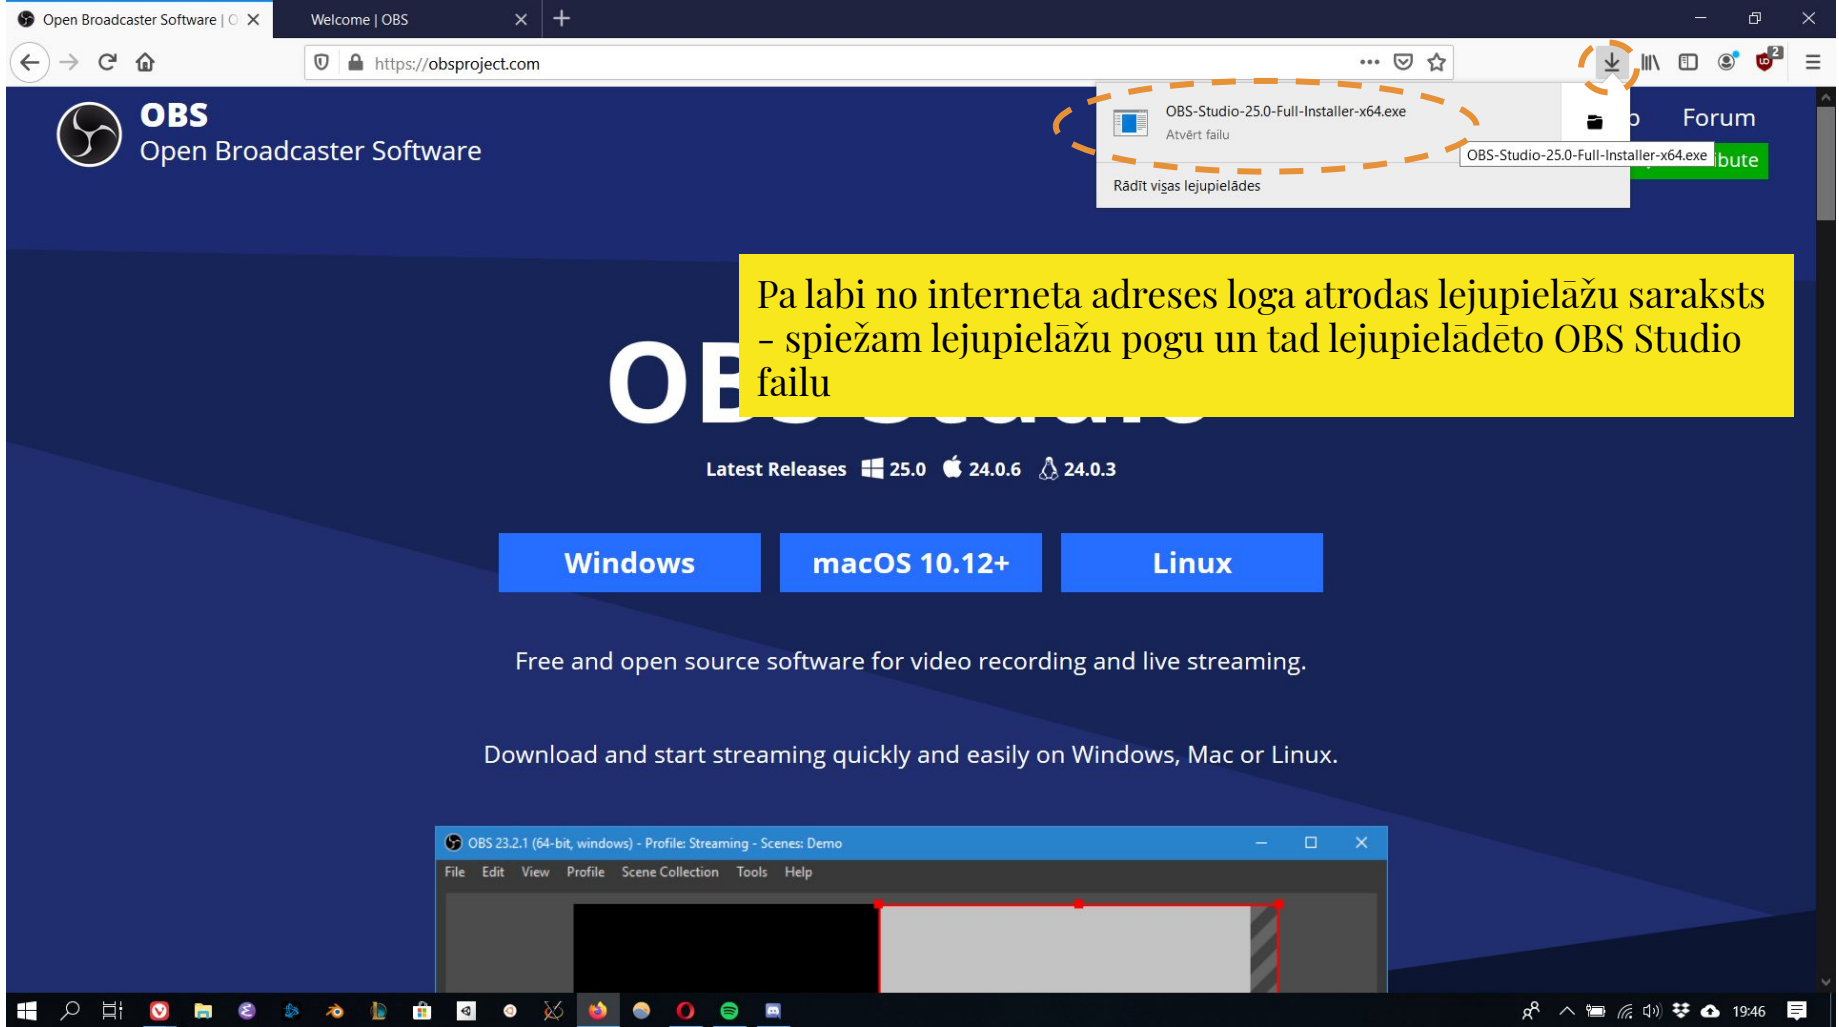 Open Broadcaster Software | O
Welcome | OBS
https://obsproject.com
2
OBS
Open Broadcaster Software
OBS-Studio-25.0-Full-Installer-x64.exe
Atvērt failu
Forum
OBS-Studio-25.0-Full-Installer-x64.exe
Rādīt visas lejupielādes
Pa labi no interneta adreses loga atrodas lejupielāžu saraksts
- spiežam lejupielāžu pogu un tad lejupielādēto OBS Studio
failu
Latest Releases 25.0 24.0.6 24.0.3
Windows macOS 10.12+ Linux
Free and open source software for video recording and live streaming.
Download and start streaming quickly and easily on Windows, Mac or Linux.
OBS 23.2.1 (64-bit, windows) - Profile: Streaming - Scenes: Demo
File Edit View Profile Scene Collection Tools Help
19:46